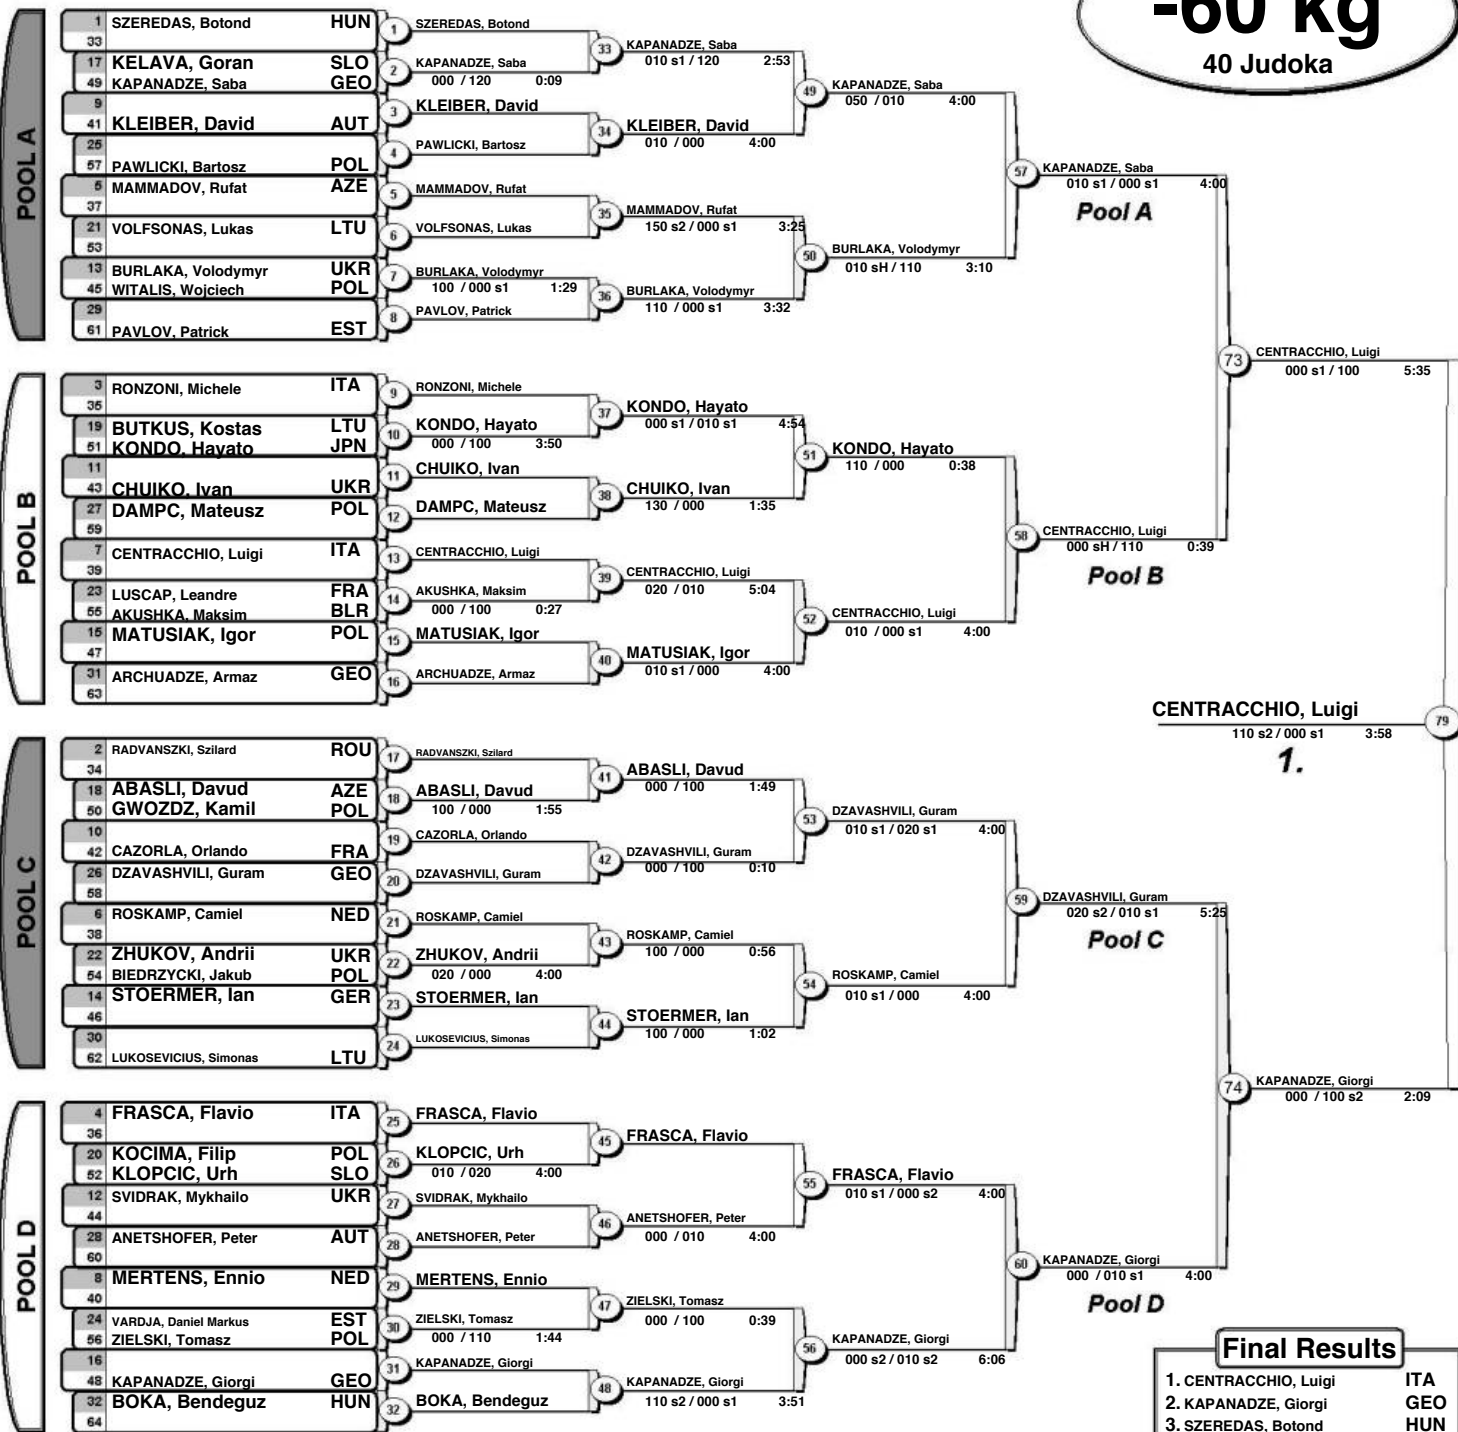 -60 kg
40 Judoka
POOL A
1 SZEREDAS, Botond HUN
33
17 KELAVA, Goran SLO
49 KAPANADZE, Saba GEO
9
41 KLEIBER, David AUT
25
57 PAWLICKI, Bartosz POL
5 MAMMADOV, Rufat AZE
37
21 VOLFSONAS, Lukas LTU
53
13 BURLAKA, Volodymyr UKR
45 WITALIS, Wojciech POL
29
61 PAVLOV, Patrick EST
1 SZEREDAS, Botond
2 KAPANADZE, Saba
000 / 120 0:09
3 KLEIBER, David
4 PAWLICKI, Bartosz
5 MAMMADOV, Rufat
6 VOLFSONAS, Lukas
7 BURLAKA, Volodymyr
100 / 000 s1 1:29
8 PAVLOV, Patrick
33 KAPANADZE, Saba
010 s1 / 120 2:53
34 KLEIBER, David
010 / 000 4:00
35 MAMMADOV, Rufat
150 s2 / 000 s1 3:25
36 BURLAKA, Volodymyr
110 / 000 s1 3:32
49 KAPANADZE, Saba
050 / 010 4:00
50 BURLAKA, Volodymyr
010 sH / 110 3:10
57 KAPANADZE, Saba
010 s1 / 000 s1 4:00
Pool A
POOL B
3 RONZONI, Michele ITA
35
19 BUTKUS, Kostas LTU
51 KONDO, Hayato JPN
11
43 CHUIKO, Ivan UKR
27 DAMPC, Mateusz POL
59
7 CENTRACCHIO, Luigi ITA
39
23 LUSCAP, Leandre FRA
55 AKUSHKA, Maksim BLR
15 MATUSIAK, Igor POL
47
31 ARCHUADZE, Armaz GEO
63
9 RONZONI, Michele
10 KONDO, Hayato
000 / 100 3:50
11 CHUIKO, Ivan
12 DAMPC, Mateusz
13 CENTRACCHIO, Luigi
14 AKUSHKA, Maksim
000 / 100 0:27
15 MATUSIAK, Igor
16 ARCHUADZE, Armaz
37 KONDO, Hayato
000 s1 / 010 s1 4:54
38 CHUIKO, Ivan
130 / 000 1:35
39 CENTRACCHIO, Luigi
020 / 010 5:04
40 MATUSIAK, Igor
010 s1 / 000 4:00
51 KONDO, Hayato
110 / 000 0:38
52 CENTRACCHIO, Luigi
010 / 000 s1 4:00
58 CENTRACCHIO, Luigi
000 sH / 110 0:39
Pool B
73 CENTRACCHIO, Luigi
000 s1 / 100 5:35
CENTRACCHIO, Luigi 79
110 s2 / 000 s1 3:58
1.
POOL C
2 RADVANSZKI, Szilard ROU
34
18 ABASLI, Davud AZE
50 GWOZDZ, Kamil POL
10
42 CAZORLA, Orlando FRA
26 DZAVASHVILI, Guram GEO
58
6 ROSKAMP, Camiel NED
38
22 ZHUKOV, Andrii UKR
54 BIEDRZYCKI, Jakub POL
14 STOERMER, Ian GER
46
30
62 LUKOSEVICIUS, Simonas LTU
17 RADVANSZKI, Szilard
18 ABASLI, Davud
100 / 000 1:55
19 CAZORLA, Orlando
20 DZAVASHVILI, Guram
21 ROSKAMP, Camiel
22 ZHUKOV, Andrii
020 / 000 4:00
23 STOERMER, Ian
24 LUKOSEVICIUS, Simonas
41 ABASLI, Davud
000 / 100 1:49
42 DZAVASHVILI, Guram
000 / 100 0:10
43 ROSKAMP, Camiel
100 / 000 0:56
44 STOERMER, Ian
100 / 000 1:02
53 DZAVASHVILI, Guram
010 s1 / 020 s1 4:00
54 ROSKAMP, Camiel
010 s1 / 000 4:00
59 DZAVASHVILI, Guram
020 s2 / 010 s1 5:25
Pool C
POOL D
4 FRASCA, Flavio ITA
36
20 KOCIMA, Filip POL
52 KLOPCIC, Urh SLO
12 SVIDRAK, Mykhailo UKR
44
28 ANETSHOFER, Peter AUT
60
8 MERTENS, Ennio NED
40
24 VARDJA, Daniel Markus EST
56 ZIELSKI, Tomasz POL
16
48 KAPANADZE, Giorgi GEO
32 BOKA, Bendeguz HUN
64
25 FRASCA, Flavio
26 KLOPCIC, Urh
010 / 020 4:00
27 SVIDRAK, Mykhailo
28 ANETSHOFER, Peter
29 MERTENS, Ennio
30 ZIELSKI, Tomasz
000 / 110 1:44
31 KAPANADZE, Giorgi
32 BOKA, Bendeguz
45 FRASCA, Flavio
46 ANETSHOFER, Peter
000 / 010 4:00
47 ZIELSKI, Tomasz
000 / 100 0:39
48 KAPANADZE, Giorgi
110 s2 / 000 s1 3:51
55 FRASCA, Flavio
010 s1 / 000 s2 4:00
56 KAPANADZE, Giorgi
000 s2 / 010 s2 6:06
60 KAPANADZE, Giorgi
000 / 010 s1 4:00
Pool D
74 KAPANADZE, Giorgi
000 / 100 s2 2:09
Final Results
1. CENTRACCHIO, Luigi ITA
2. KAPANADZE, Giorgi GEO
3. SZEREDAS, Botond HUN